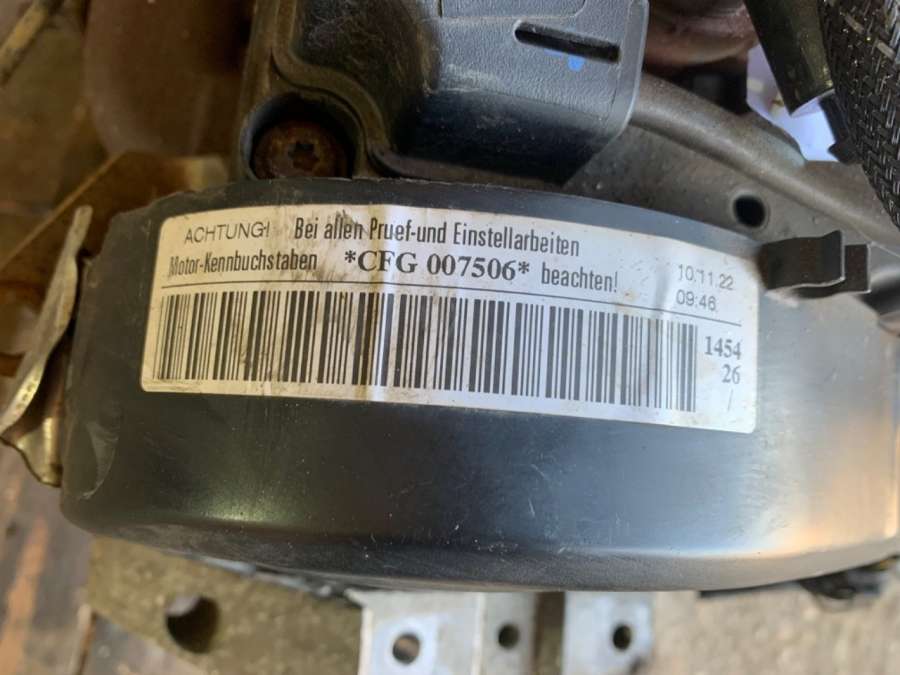 ACHTUNG! Bei allen Pruef-und Einstellarbeiten
Motor-Kennbuchstaben *CFG 007506* beachten!
10.11.22
09:46
1454
26
/